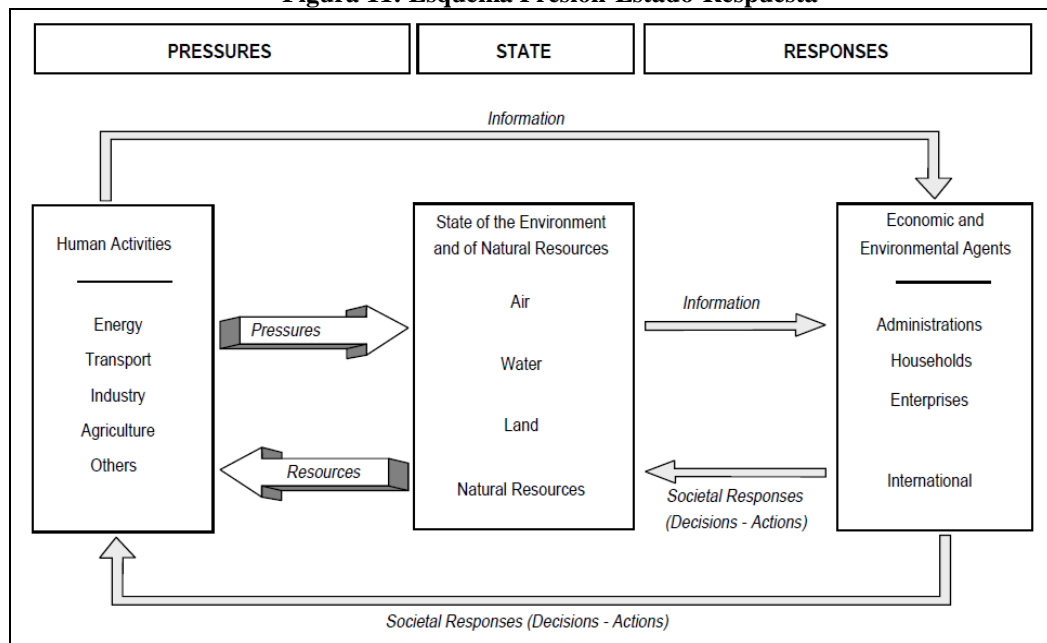 Figura 11: Esquema Presión-Estado-Respuesta
PRESSURES
STATE
RESPONSES
Information
Human Activities
Energy
Transport
Industry
Agriculture
Others
Pressures
Resources
State of the Environment
and of Natural Resources
Air
Water
Land
Natural Resources
Information
Societal Responses
(Decisions - Actions)
Economic and
Environmental Agents
Administrations
Households
Enterprises
International
Societal Responses (Decisions - Actions)